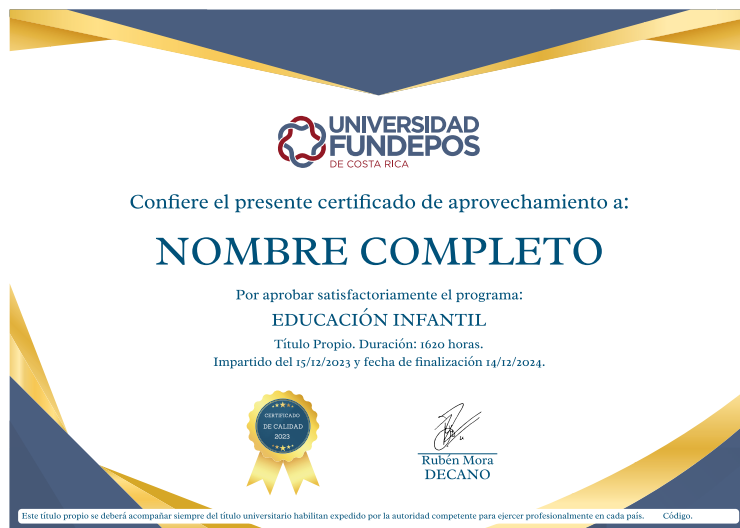 UNIVERSIDAD
FUNDEPOS
DE COSTA RICA
Confiere el presente certificado de aprovechamiento a:
NOMBRE COMPLETO
Por aprobar satisfactoriamente el programa:
EDUCACIÓN INFANTIL
Título Propio. Duración: 1620 horas.
Impartido del 15/12/2023 y fecha de finalización 14/12/2024.
CERTIFICADO
DE CALIDAD
2023
Rubén Mora
DECANO
Este título propio se deberá acompañar siempre del título universitario habilitan expedido por la autoridad competente para ejercer profesionalmente en cada país. Código.